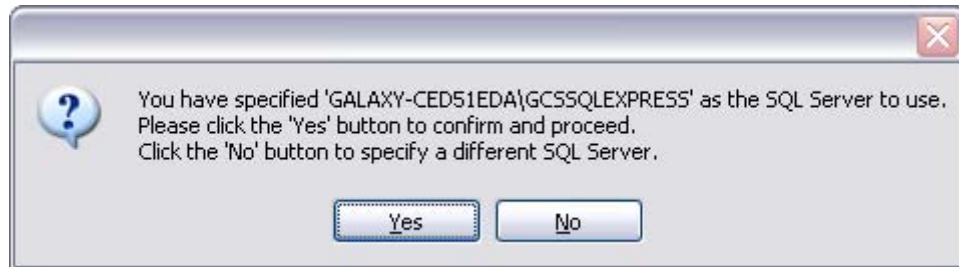 You have specified 'GALAXY-CED51EDA\GCSSQLEXPRESS' as the SQL Server to use.
Please click the 'Yes' button to confirm and proceed.
Click the 'No' button to specify a different SQL Server.
Yes No